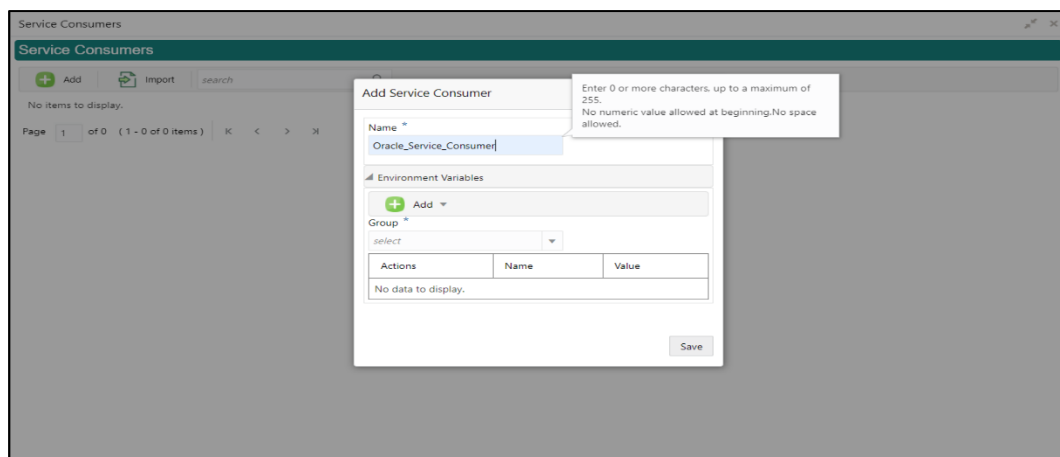 Service Consumers
Service Consumers
Add Import search
No items to display.
Page 1 of 0 (1 - 0 of 0 items)
Add Service Consumer
Enter 0 or more characters, up to a maximum of
255.
No numeric value allowed at beginning.No space
allowed.
Name *
Oracle_Service_Consumer
Environment Variables
Add
Group *
select
Actions Name Value
No data to display.
Save